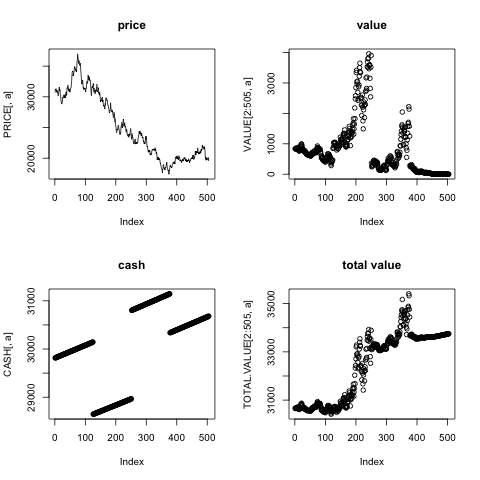 price
PRICE[, a]
20000
30000
0
100
200
300
400
500
Index
value
VALUE[2:505, a]
0
1000
3000
0
100
200
300
400
500
Index
cash
CASH[, a]
29000
30000
31000
0
100
200
300
400
500
Index
total value
TOTAL.VALUE[2:505, a]
31000
33000
35000
0
100
200
300
400
500
Index